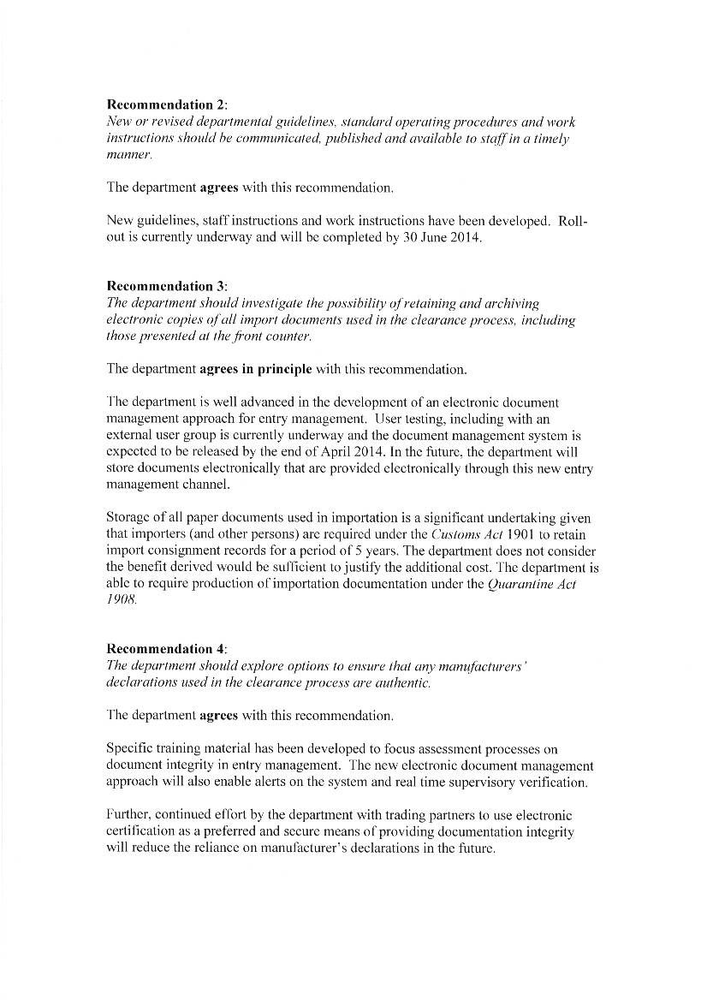 Recommendation 2:
New or revised departmental guidelines, standard operating procedures and work
instructions should be communicated, published and available to staff in a timely
manner.
The department agrees with this recommendation.
New guidelines, staff instructions and work instructions have been developed.  Roll-
out is currently underway and will be completed by 30 June 2014.
Recommendation 3:
The department should investigate the possibility of retaining and archiving
electronic copies of all import documents used in the clearance process, including
those presented at the front counter.
The department agrees in principle with this recommendation.
The department is well advanced in the development of an electronic document
management approach for entry management.  User testing, including with an
external user group is currently underway and the document management system is
expected to be released by the end of April 2014. In the future, the department will
store documents electronically that are provided electronically through this new entry
management channel.
Storage of all paper documents used in importation is a significant undertaking given
that importers (and other persons) are required under the Customs Act 1901 to retain
import consignment records for a period of 5 years. The department does not consider
the benefit derived would be sufficient to justify the additional cost. The department is
able to require production of importation documentation under the Quarantine Act
1908.
Recommendation 4:
The department should explore options to ensure that any manufacturers'
declarations used in the clearance process are authentic.
The department agrees with this recommendation.
Specific training material has been developed to focus assessment processes on
document integrity in entry management.  The new electronic document management
approach will also enable alerts on the system and real time supervisory verification.
Further, continued effort by the department with trading partners to use electronic
certification as a preferred and secure means of providing documentation integrity
will reduce the reliance on manufacturer's declarations in the future.